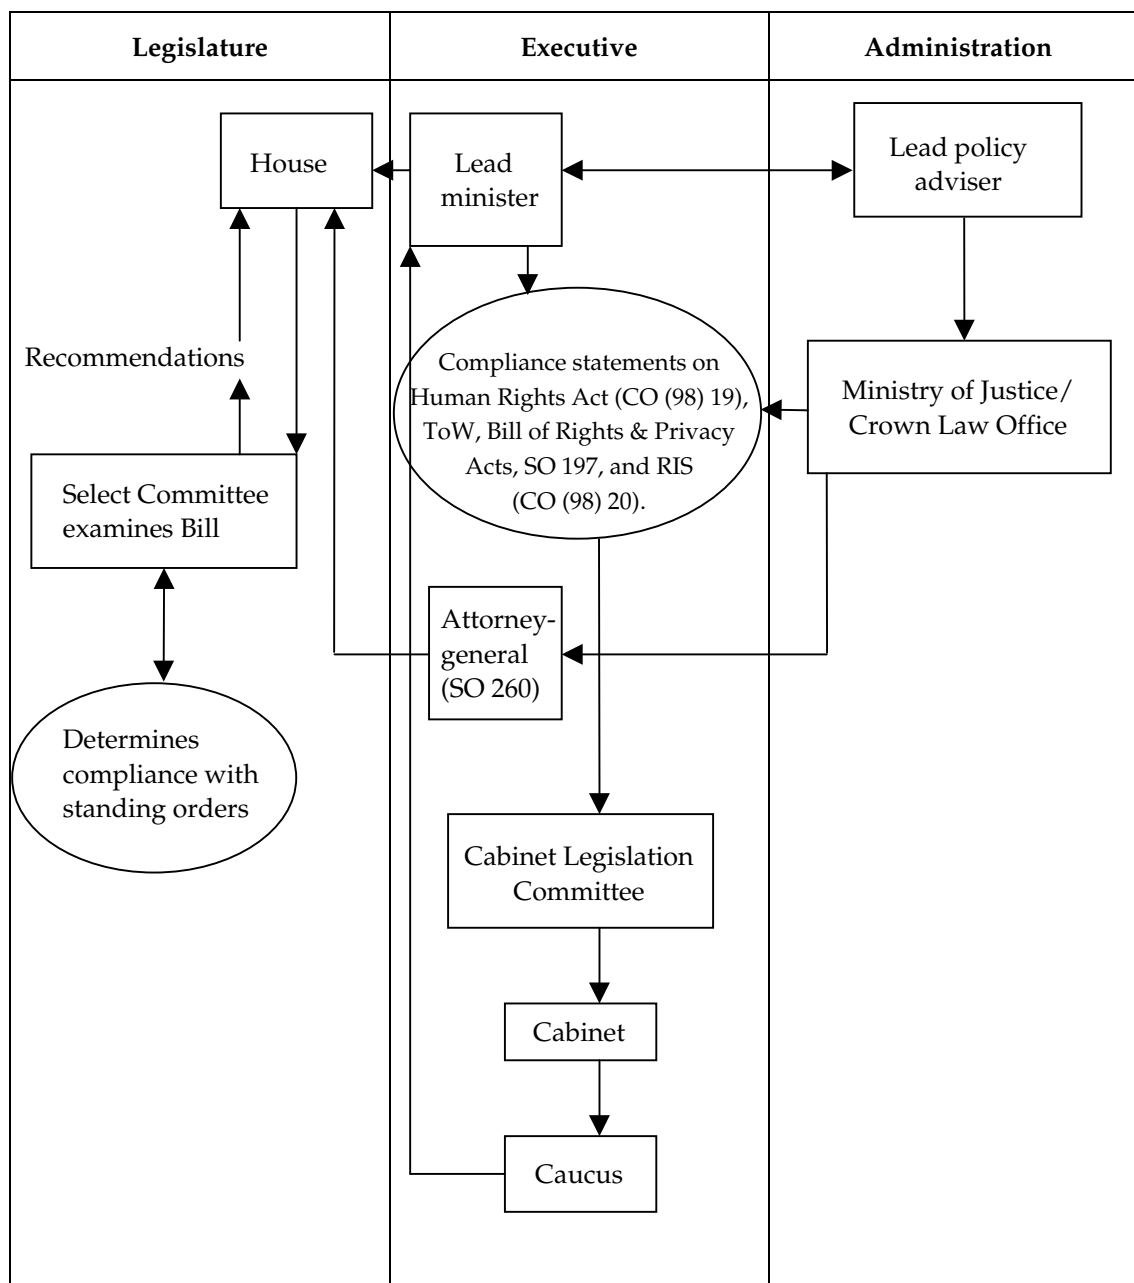 Legislature
Executive
Administration
House
Lead
minister
Lead policy
adviser
Recommendations
Compliance statements on
Human Rights Act (CO (98) 19),
ToW, Bill of Rights & Privacy
Acts, SO 197, and RIS
(CO (98) 20).
Ministry of Justice/
Crown Law Office
Select Committee
examines Bill
Attorney-
general
(SO 260)
Determines
compliance with
standing orders
Cabinet Legislation
Committee
Cabinet
Caucus